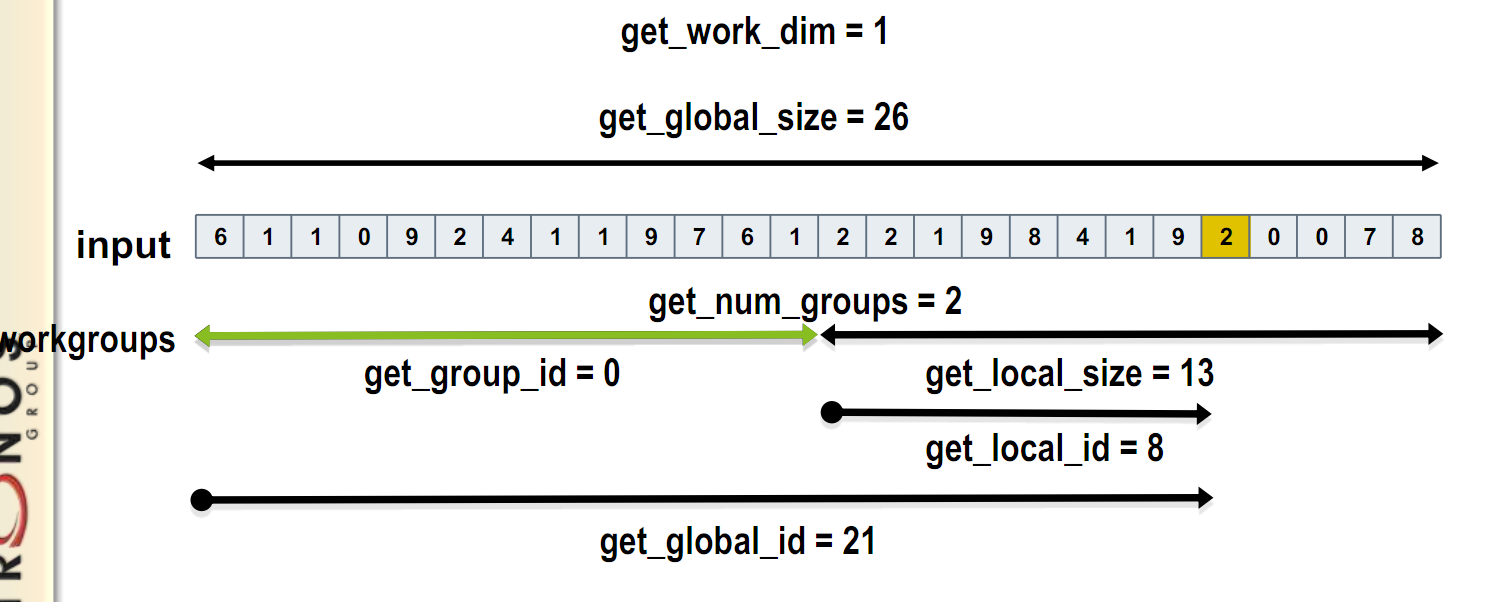 get_work_dim = 1
get_global_size = 26
input 6 1 1 0 9 2 4 1 1 9 7 6 1 2 2 1 9 8 4 1 9 2 0 0 7 8
get_num_groups = 2
workgroups
get_group_id = 0 get_local_size = 13
get_local_id = 8
get_global_id = 21
GROUP